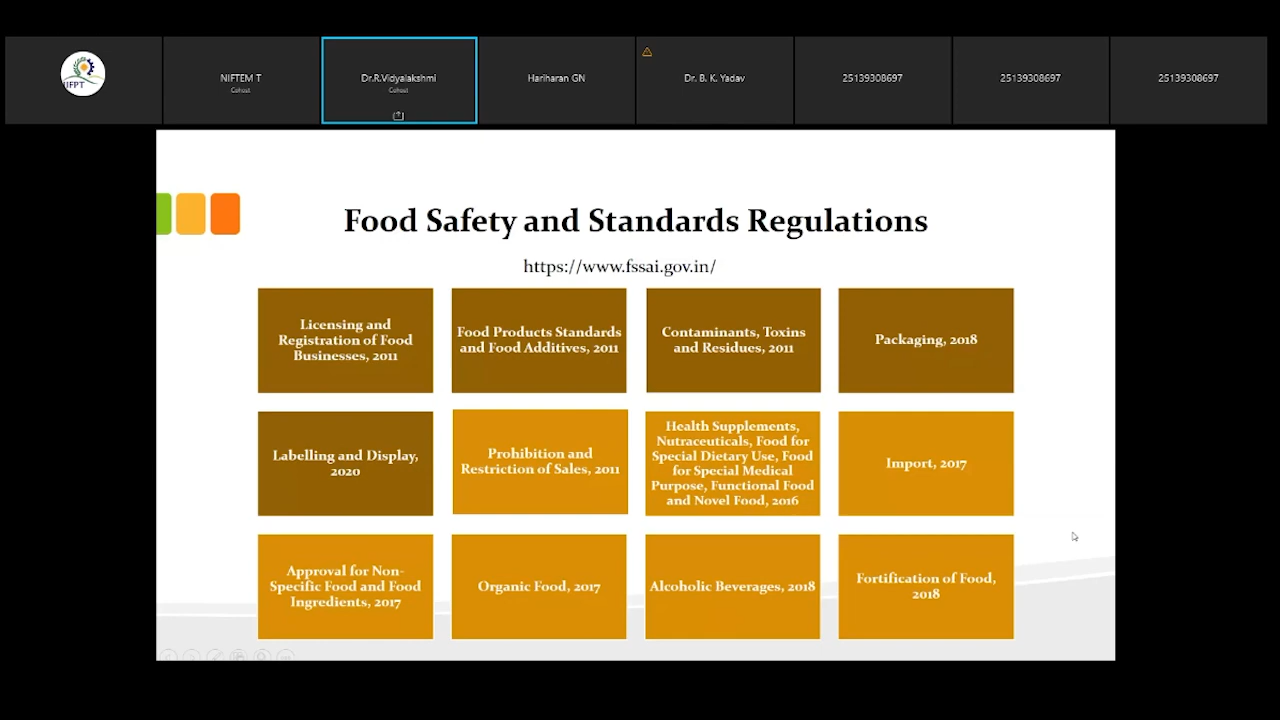 IIFPT
NIFTEM T
Cohost
Dr.R.Vidyalakshmi
Cohost
Hariharan GN
Dr. B. K. Yadav
25139308697
25139308697
25139308697
Food Safety and Standards Regulations
https://www.fssai.gov.in/
Licensing and
Registration of Food
Businesses, 2011
Food Products Standards
and Food Additives, 2011
Contaminants, Toxins
and Residues, 2011
Packaging, 2018
Labelling and Display,
2020
Prohibition and
Restriction of Sales, 2011
Health Supplements,
Nutraceuticals, Food for
Special Dietary Use, Food
for Special Medical
Purpose, Functional Food
and Novel Food, 2016
Import, 2017
Approval for Non-
Specific Food and Food
Ingredients, 2017
Organic Food, 2017
Alcoholic Beverages, 2018
Fortification of Food,
2018